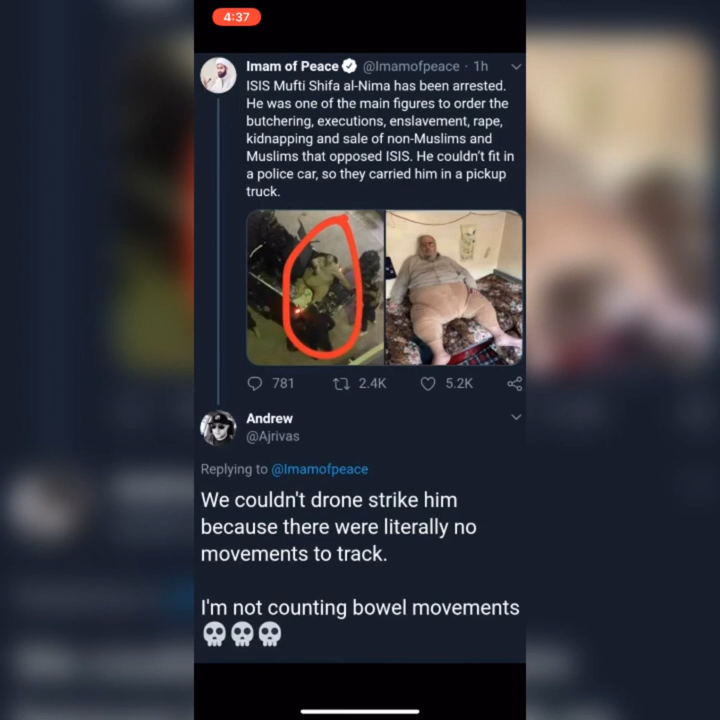 4:37
Imam of Peace @Imamofpeace · 1h
ISIS Mufti Shifa al-Nima has been arrested.
He was one of the main figures to order the
butchering, executions, enslavement, rape,
kidnapping and sale of non-Muslims and
Muslims that opposed ISIS. He couldn't fit in
a police car, so they carried him in a pickup
truck.
781 2.4K 5.2K
Andrew
@Ajrivas
Replying to @Imamofpeace
We couldn't drone strike him
because there were literally no
movements to track.
I'm not counting bowel movements
💀💀💀